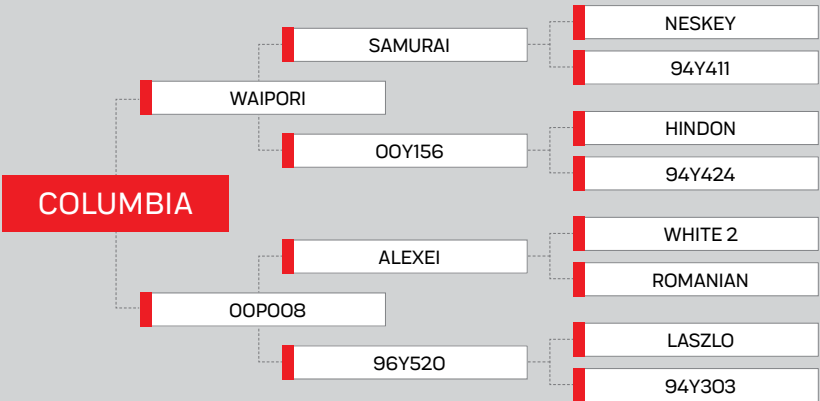 NESKEY
SAMURAI
94Y411
WAIPORI
HINDON
00Y156
94Y424
COLUMBIA
WHITE 2
ALEXEI
ROMANIAN
00P008
LASZLO
96Y520
94Y303